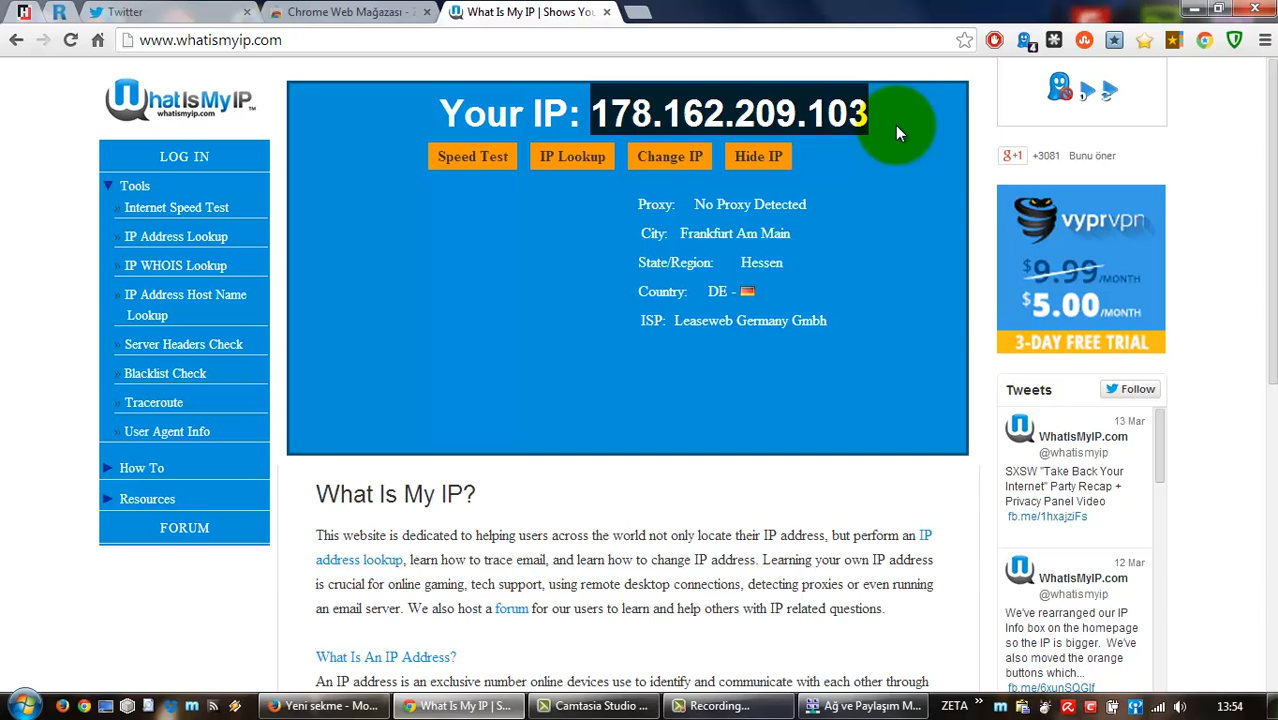 Twitter
Chrome Web Mağazası - Z
What Is My IP | Shows You
www.whatismyip.com
4
WhatIsMyIP
whatismyip.com
LOG IN
Tools
» Internet Speed Test
» IP Address Lookup
» IP WHOIS Lookup
» IP Address Host Name
Lookup
» Server Headers Check
» Blacklist Check
» Traceroute
» User Agent Info
How To
Resources
FORUM
Your IP: 178.162.209.103
Speed Test
IP Lookup
Change IP
Hide IP
Proxy: No Proxy Detected
City: Frankfurt Am Main
State/Region: Hessen
Country: DE -
ISP: Leaseweb Germany Gmbh
What Is My IP?
This website is dedicated to helping users across the world not only locate their IP address, but perform an IP
address lookup, learn how to trace email, and learn how to change IP address. Learning your own IP address
is crucial for online gaming, tech support, using remote desktop connections, detecting proxies or even running
an email server. We also host a forum for our users to learn and help others with IP related questions.
What Is An IP Address?
An IP address is an exclusive number online devices use to identify and communicate with each other through
g+1 +3081 Bunu öner
vyprvpn
$9.99/MONTH
$5.00/MONTH
3-DAY FREE TRIAL
Tweets
Follow
13 Mar
WhatIsMyIP.com
@whatismyip
SXSW "Take Back Your
Internet" Party Recap +
Privacy Panel Video
fb.me/1hxajziFs
12 Mar
WhatIsMyIP.com
@whatismyip
We've rearranged our IP
Info box on the homepage
so the IP is bigger. We've
also moved the orange
buttons which...
fb.me/6xunSQGlf
Yeni sekme - Mo...
What Is My IP | S...
Camtasia Studio ...
Recording...
Ağ ve Paylaşım M...
ZETA
13:54